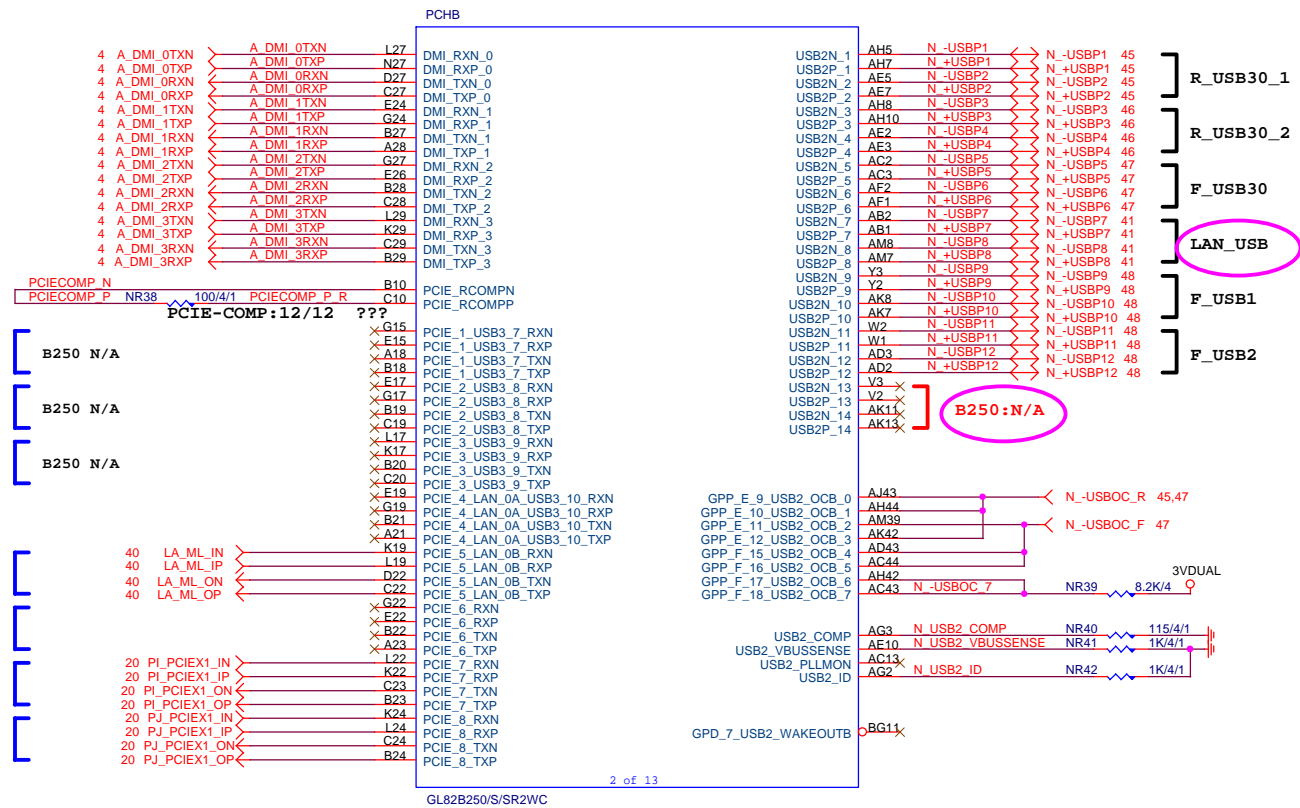 PCHB
4 A_DMI_0TXN A_DMI_0TXN L27 DMI_RXN_0 USB2N_1 AH5 N_-USBP1 N_-USBP1 45
4 A_DMI_0TXP A_DMI_0TXP N27 DMI_RXP_0 USB2P_1 AH7 N_+USBP1 N_+USBP1 45
R_USB30_1
4 A_DMI_0RXN A_DMI_0RXN D27 DMI_TXN_0 USB2N_2 AE5 N_-USBP2 N_-USBP2 45
4 A_DMI_0RXP A_DMI_0RXP C27 DMI_TXP_0 USB2P_2 AE7 N_+USBP2 N_+USBP2 45
4 A_DMI_1TXN A_DMI_1TXN E24 DMI_RXN_1 USB2N_3 AH8 N_-USBP3 N_-USBP3 46
4 A_DMI_1TXP A_DMI_1TXP G24 DMI_RXP_1 USB2P_3 AH10 N_+USBP3 N_+USBP3 46
R_USB30_2
4 A_DMI_1RXN A_DMI_1RXN B27 DMI_TXN_1 USB2N_4 AE2 N_-USBP4 N_-USBP4 46
4 A_DMI_1RXP A_DMI_1RXP A28 DMI_TXP_1 USB2P_4 AE3 N_+USBP4 N_+USBP4 46
4 A_DMI_2TXN A_DMI_2TXN G27 DMI_RXN_2 USB2N_5 AC2 N_-USBP5 N_-USBP5 47
4 A_DMI_2TXP A_DMI_2TXP E26 DMI_RXP_2 USB2P_5 AC3 N_+USBP5 N_+USBP5 47
F_USB30
4 A_DMI_2RXN A_DMI_2RXN B28 DMI_TXN_2 USB2N_6 AF2 N_-USBP6 N_-USBP6 47
4 A_DMI_2RXP A_DMI_2RXP C28 DMI_TXP_2 USB2P_6 AF1 N_+USBP6 N_+USBP6 47
4 A_DMI_3TXN A_DMI_3TXN L29 DMI_RXN_3 USB2N_7 AB2 N_-USBP7 N_-USBP7 41
4 A_DMI_3TXP A_DMI_3TXP K29 DMI_RXP_3 USB2P_7 AB1 N_+USBP7 N_+USBP7 41
LAN_USB
4 A_DMI_3RXN A_DMI_3RXN C29 DMI_TXN_3 USB2N_8 AM8 N_-USBP8 N_-USBP8 41
4 A_DMI_3RXP A_DMI_3RXP B29 DMI_TXP_3 USB2P_8 AM7 N_+USBP8 N_+USBP8 41
USB2N_9 Y3 N_-USBP9 N_-USBP9 48
PCIECOMP_N B10 PCIE_RCOMPN USB2P_9 Y2 N_+USBP9 N_+USBP9 48
F_USB1
PCIECOMP_P NR38 100/4/1 PCIECOMP_P_R C10 PCIE_RCOMPP USB2N_10 AK8 N_-USBP10 N_-USBP10 48
PCIE-COMP:12/12 ???
USB2P_10 AK7 N_+USBP10 N_+USBP10 48
G15 PCIE_1_USB3_7_RXN USB2N_11 W2 N_-USBP11 N_-USBP11 48
E15 PCIE_1_USB3_7_RXP USB2P_11 W1 N_+USBP11 N_+USBP11 48
B250 N/A F_USB2
A18 PCIE_1_USB3_7_TXN USB2N_12 AD3 N_-USBP12 N_-USBP12 48
B18 PCIE_1_USB3_7_TXP USB2P_12 AD2 N_+USBP12 N_+USBP12 48
E17 PCIE_2_USB3_8_RXN USB2N_13 V3
G17 PCIE_2_USB3_8_RXP USB2P_13 V2
B250 N/A B250:N/A
B19 PCIE_2_USB3_8_TXN USB2N_14 AK11
C19 PCIE_2_USB3_8_TXP USB2P_14 AK13
L17 PCIE_3_USB3_9_RXN
K17 PCIE_3_USB3_9_RXP
B250 N/A
B20 PCIE_3_USB3_9_TXN
C20 PCIE_3_USB3_9_TXP
E19 PCIE_4_LAN_0A_USB3_10_RXN GPP_E_9_USB2_OCB_0 AJ43 N_-USBOC_R 45,47
G19 PCIE_4_LAN_0A_USB3_10_RXP GPP_E_10_USB2_OCB_1 AH44
B21 PCIE_4_LAN_0A_USB3_10_TXN GPP_E_11_USB2_OCB_2 AM39 N_-USBOC_F 47
A21 PCIE_4_LAN_0A_USB3_10_TXP GPP_E_12_USB2_OCB_3 AK42
40 LA_ML_IN K19 PCIE_5_LAN_0B_RXN GPP_F_15_USB2_OCB_4 AD43
40 LA_ML_IP L19 PCIE_5_LAN_0B_RXP GPP_F_16_USB2_OCB_5 AC44
3VDUAL
40 LA_ML_ON D22 PCIE_5_LAN_0B_TXN GPP_F_17_USB2_OCB_6 AH42
40 LA_ML_OP C22 PCIE_5_LAN_0B_TXP GPP_F_18_USB2_OCB_7 AC43 N_-USBOC_7 NR39 8.2K/4
G22 PCIE_6_RXN
E22 PCIE_6_RXP
B22 PCIE_6_TXN USB2_COMP AG3 N_USB2_COMP NR40 115/4/1
A23 PCIE_6_TXP USB2_VBUSSENSE AE10 N_USB2_VBUSSENSE NR41 1K/4/1
20 PI_PCIEX1_IN L22 PCIE_7_RXN USB2_PLLMON AC13
20 PI_PCIEX1_IP K22 PCIE_7_RXP USB2_ID AG2 N_USB2_ID NR42 1K/4/1
20 PI_PCIEX1_ON C23 PCIE_7_TXN
20 PI_PCIEX1_OP B23 PCIE_7_TXP
20 PJ_PCIEX1_IN K24 PCIE_8_RXN
20 PJ_PCIEX1_IP L24 PCIE_8_RXP GPD_7_USB2_WAKEOUTB BG11
20 PJ_PCIEX1_ON C24 PCIE_8_TXN
20 PJ_PCIEX1_OP B24 PCIE_8_TXP
2 of 13
GL82B250/S/SR2WC